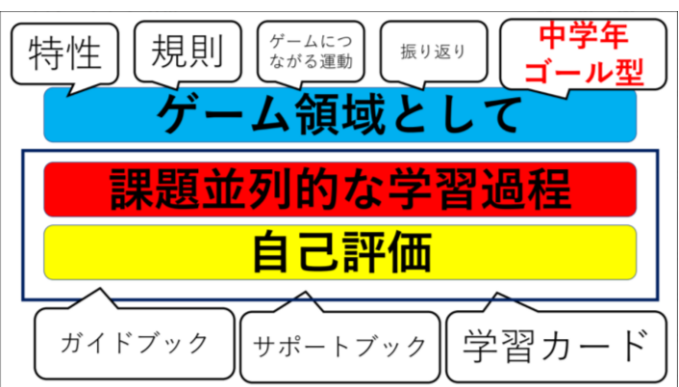 特性
規則
ゲームにつ
ながる運動
振り返り
中学年
ゴール型
ゲーム領域として
課題並列的な学習過程
自己評価
ガイドブック
サポートブック
学習カード